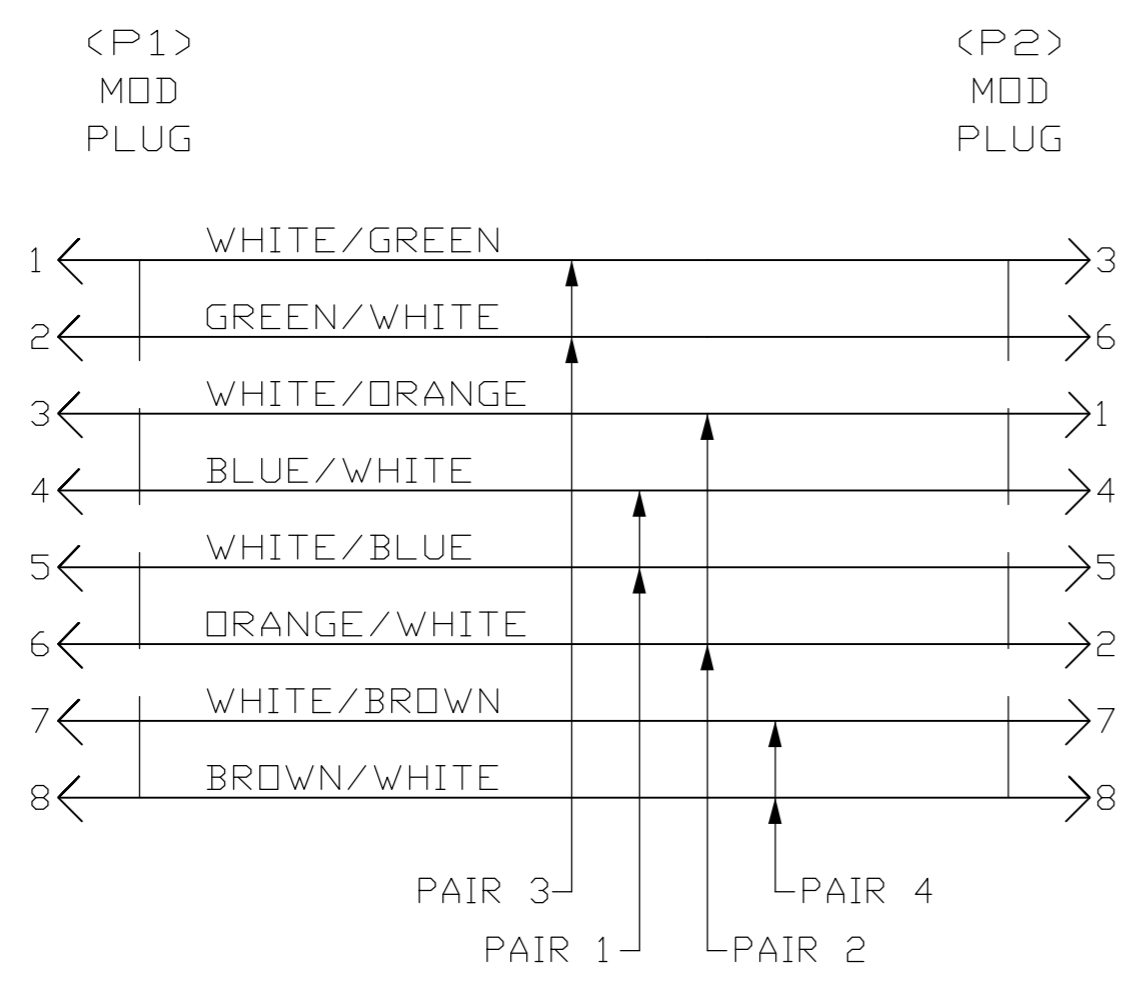 <P1> <P2>
MOD MOD
PLUG PLUG
1 WHITE/GREEN 3
2 GREEN/WHITE 6
3 WHITE/ORANGE 1
4 BLUE/WHITE 4
5 WHITE/BLUE 5
6 ORANGE/WHITE 2
7 WHITE/BROWN 7
8 BROWN/WHITE 8
PAIR 3 PAIR 4
PAIR 1 PAIR 2